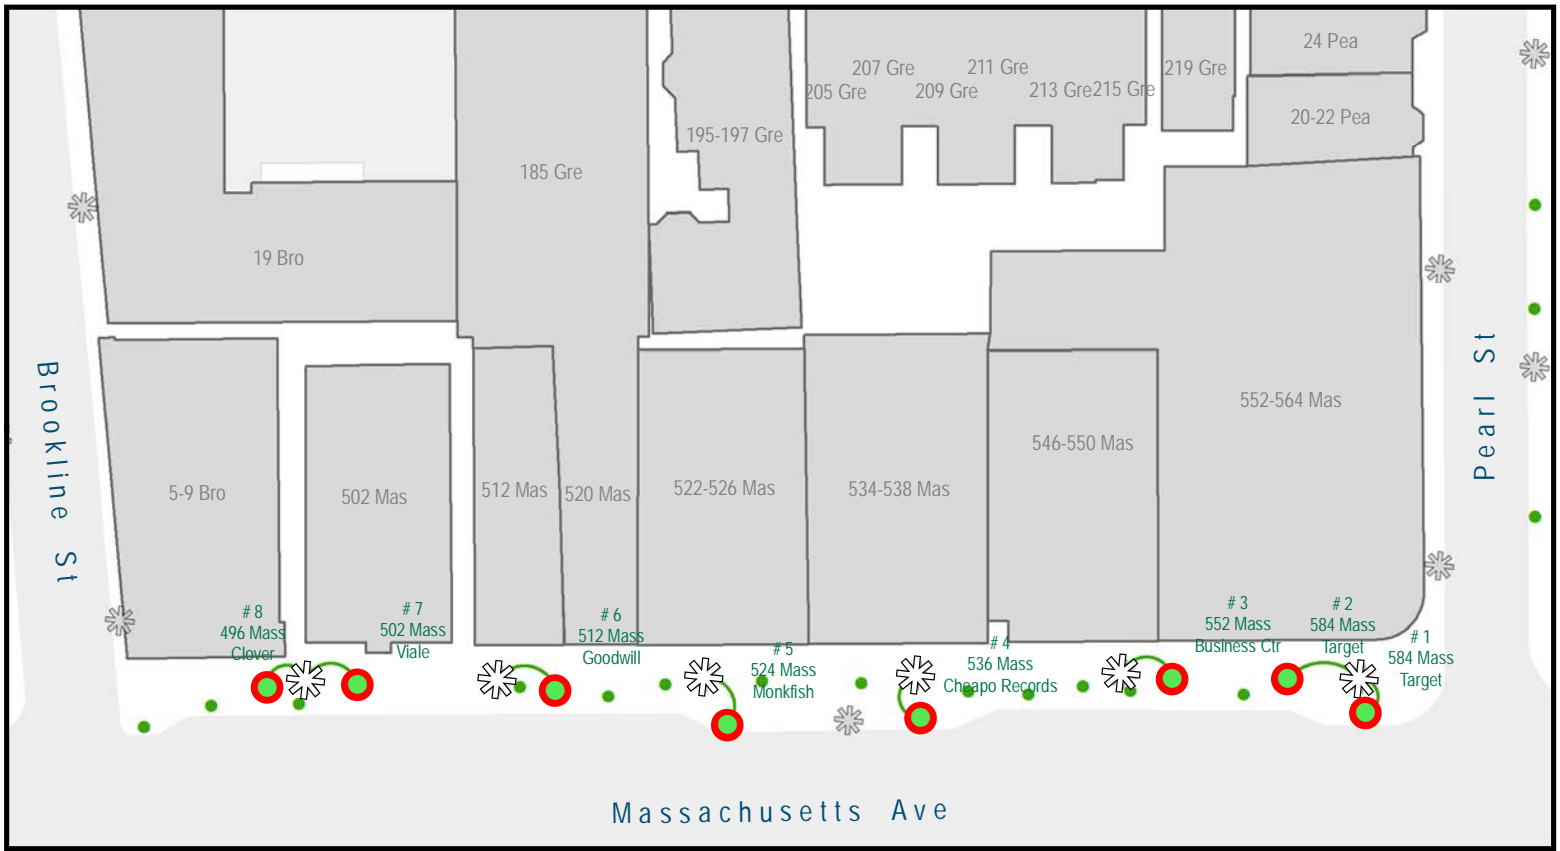 24 Pea
207 Gre
211 Gre
219 Gre
205 Gre
209 Gre
213 Gre
215 Gre
20-22 Pea
195-197 Gre
185 Gre
19 Bro
Brookline St
Pearl St
552-564 Mas
546-550 Mas
5-9 Bro
502 Mas
512 Mas
520 Mas
522-526 Mas
534-538 Mas
# 8
496 Mass
Clover
# 7
502 Mass
Viale
# 6
512 Mass
Goodwill
# 5
524 Mass
Monkfish
# 4
536 Mass
Cheapo Records
# 3
552 Mass
Business Ctr
# 2
584 Mass
Target
# 1
584 Mass
Target
Massachusetts Ave